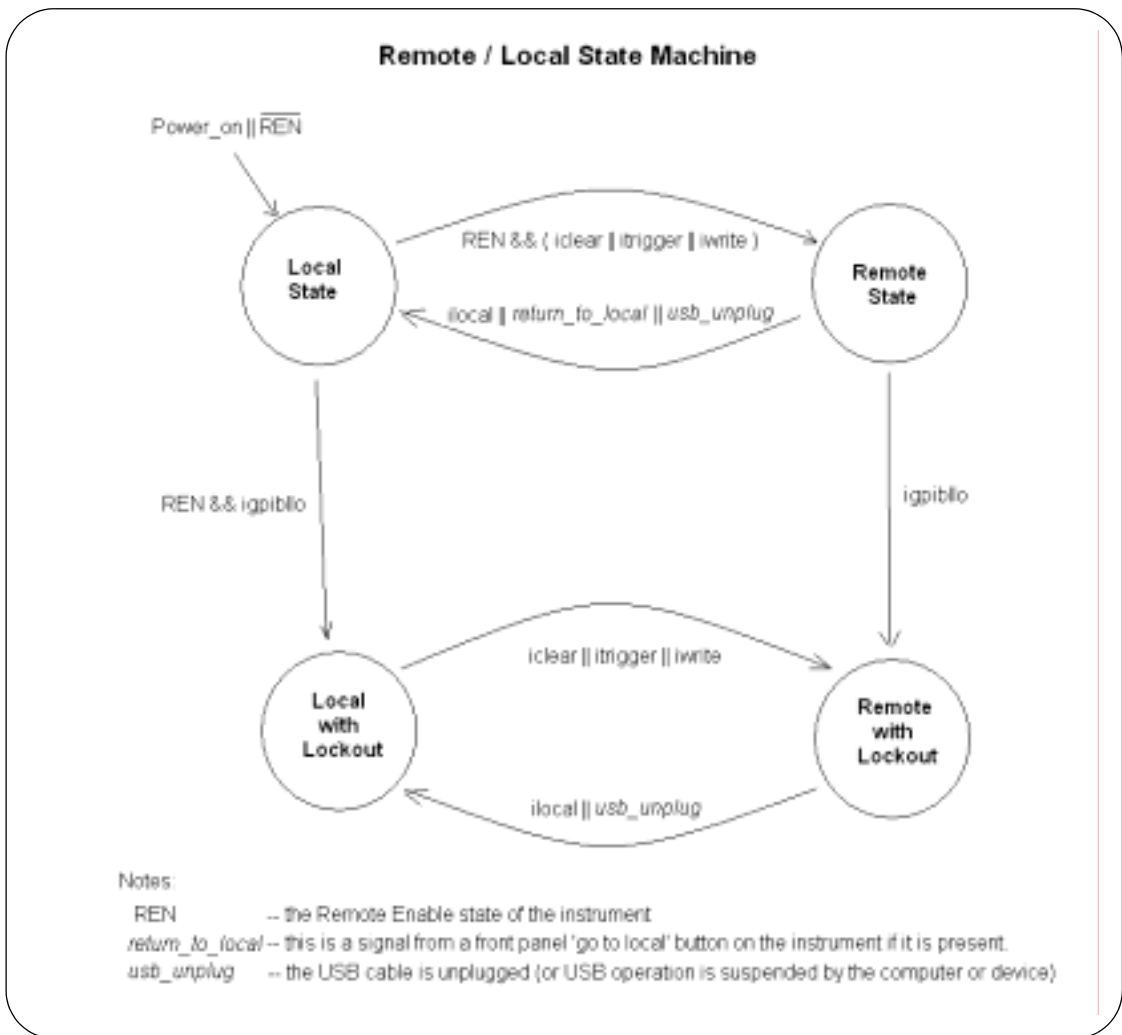 Remote / Local State Machine
Power_on || R̅E̅N̅
Local
State
REN && ( iclear || itrigger || iwrite )
Remote
State
ilocal || return_to_local || usb_unplug
REN && igpibllo
igpibllo
Local
with
Lockout
iclear || itrigger || iwrite
Remote
with
Lockout
ilocal || usb_unplug
Notes:
REN -- the Remote Enable state of the instrument
return_to_local -- this is a signal from a front panel 'go to local' button on the instrument if it is present.
usb_unplug -- the USB cable is unplugged (or USB operation is suspended by the computer or device)